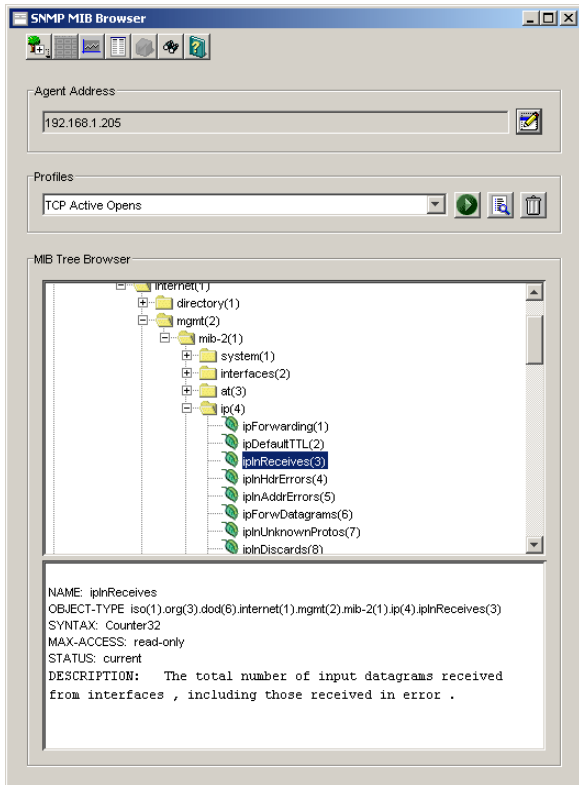 SNMP MIB Browser
Agent Address
192.168.1.205
Profiles
TCP Active Opens
MIB Tree Browser
internet(1)
directory(1)
mgmt(2)
mib-2(1)
system(1)
interfaces(2)
at(3)
ip(4)
ipForwarding(1)
ipDefaultTTL(2)
ipInReceives(3)
ipInHdrErrors(4)
ipInAddrErrors(5)
ipForwDatagrams(6)
ipInUnknownProtos(7)
ipInDiscards(8)
NAME: ipInReceives
OBJECT-TYPE iso(1).org(3).dod(6).internet(1).mgmt(2).mib-2(1).ip(4).ipInReceives(3)
SYNTAX: Counter32
MAX-ACCESS: read-only
STATUS: current
DESCRIPTION: The total number of input datagrams received
from interfaces , including those received in error .